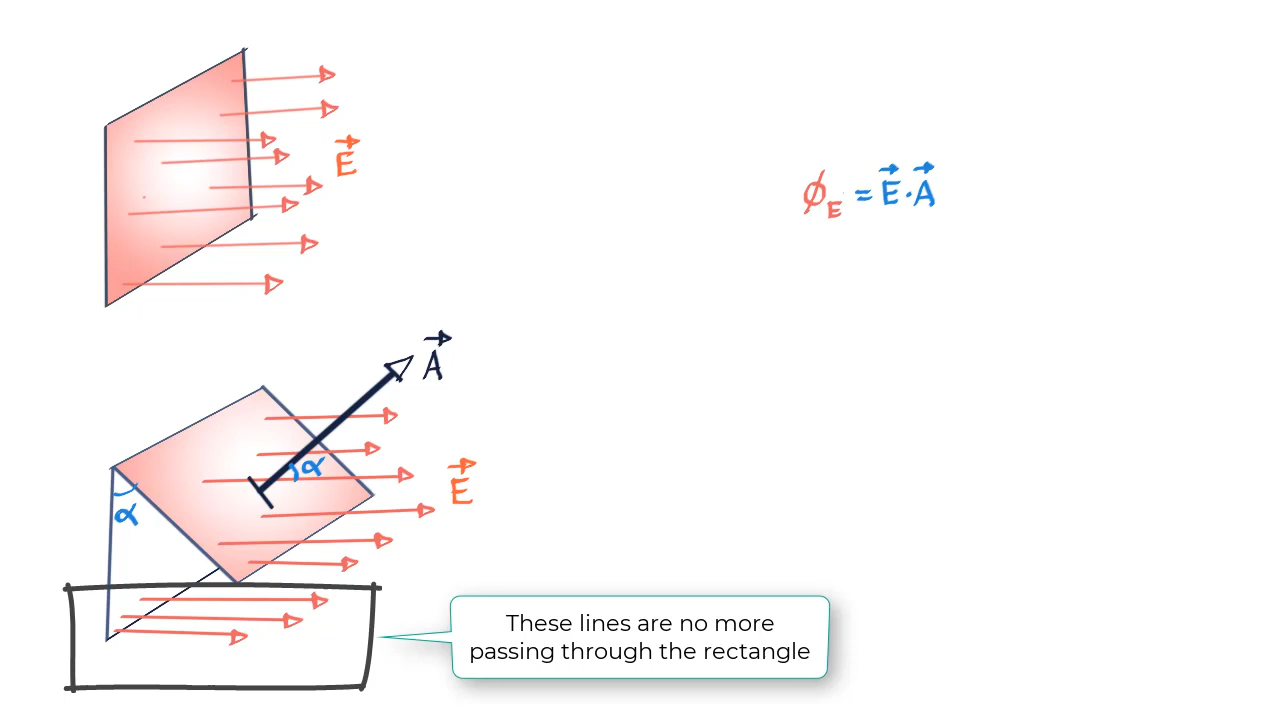 E
ϕE = E·A
A
α
E
α
These lines are no more
passing through the rectangle